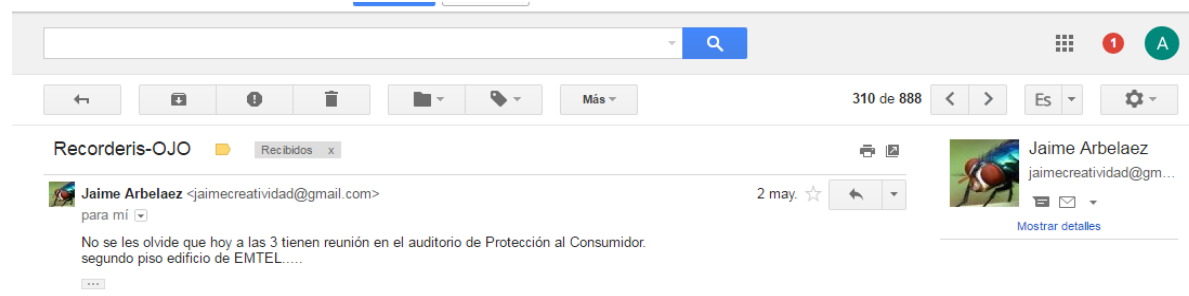 1
A
Más
310 de 888
Es
Recorderis-OJO
Recibidos x
Jaime Arbelaez
jaimecreatividad@gm...
Mostrar detalles
Jaime Arbelaez <jaimecreatividad@gmail.com>
2 may.
para mí
No se les olvide que hoy a las 3 tienen reunión en el auditorio de Protección al Consumidor.
segundo piso edificio de EMTEL.....
...